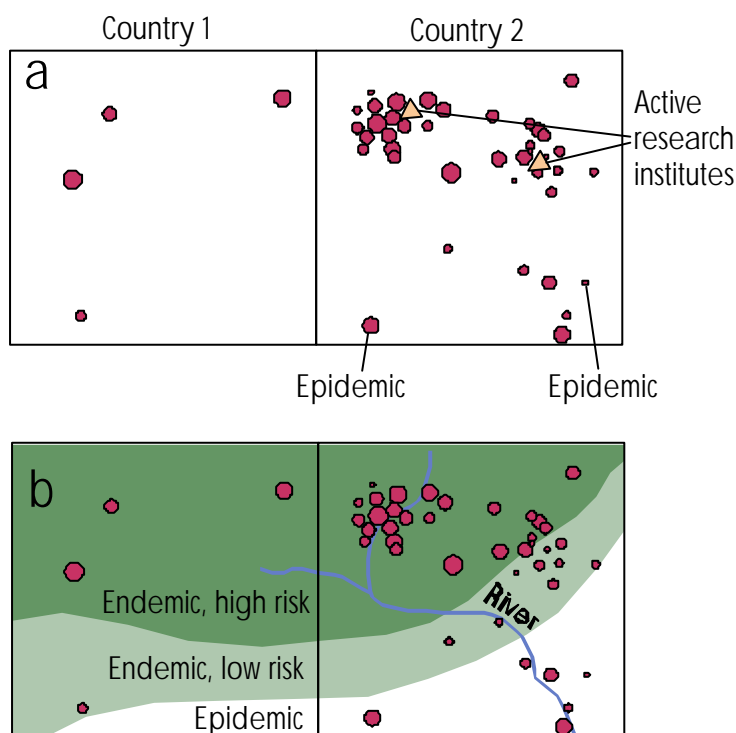 Country 1
Country 2
a
Active
research
institutes
Epidemic
Epidemic
b
Endemic, high risk
River
Endemic, low risk
Epidemic